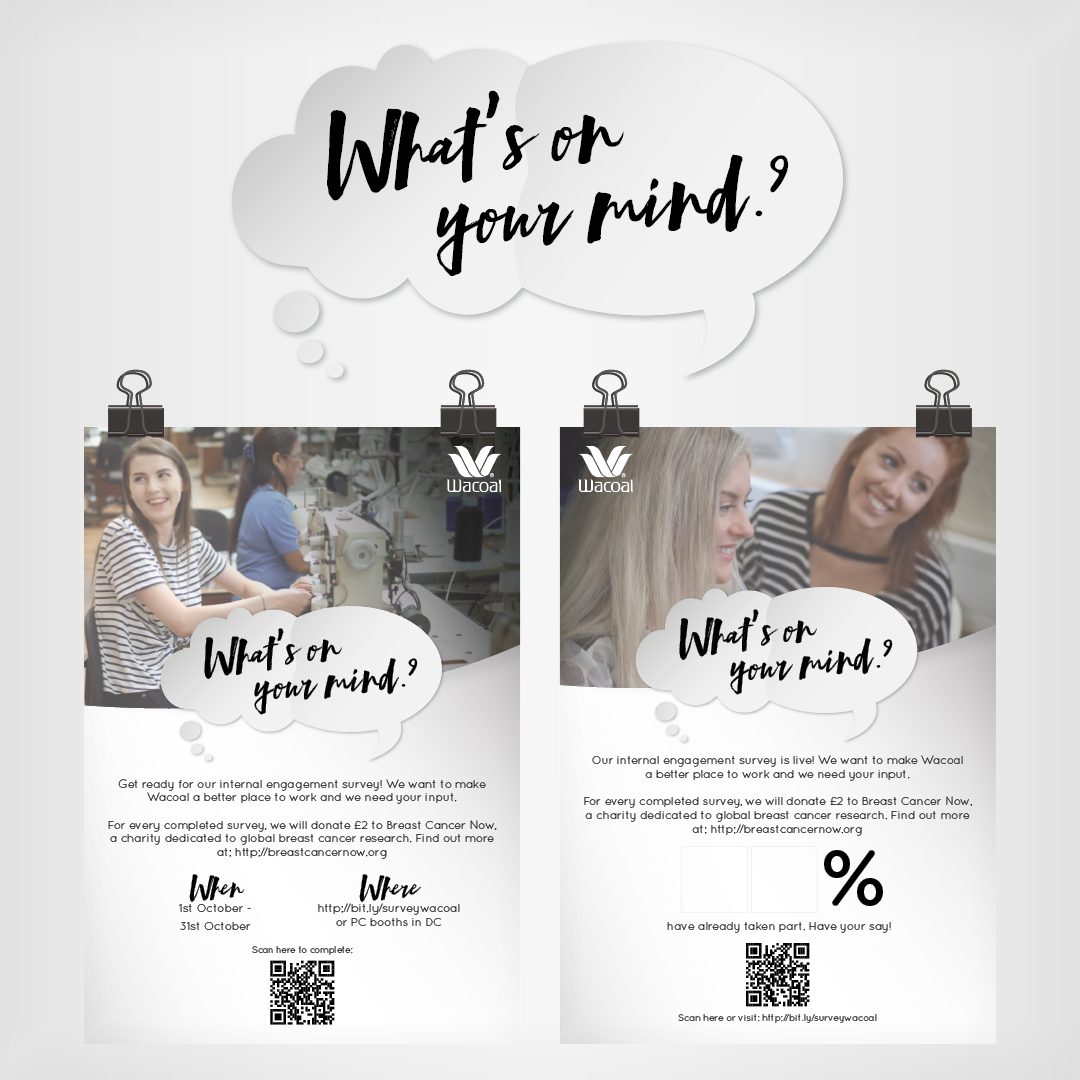 What's on
your mind?
Wacoal
What's on
your mind?
Get ready for our internal engagement survey! We want to make
Wacoal a better place to work and we need your input.
For every completed survey, we will donate £2 to Breast Cancer Now,
a charity dedicated to global breast cancer research. Find out more
at: http://breastcancernow.org
When
1st October -
31st October
Where
http://bit.ly/surveywacoal
or PC booths in DC
Scan here to complete:
Wacoal
What's on
your mind?
Our internal engagement survey is live! We want to make Wacoal
a better place to work and we need your input.
For every completed survey, we will donate £2 to Breast Cancer Now,
a charity dedicated to global breast cancer research. Find out more
at: http://breastcancernow.org
%
have already taken part. Have your say!
Scan here or visit: http://bit.ly/surveywacoal